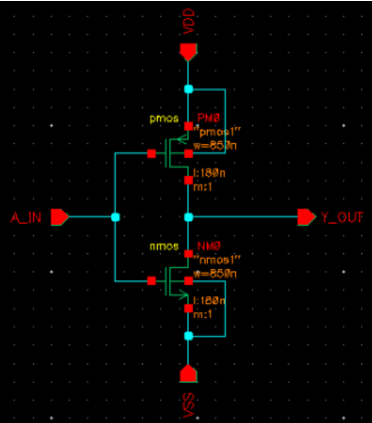 VDD
pmos PM0
"pmos1"
w=850n
l:180n
m:1
A_IN
Y_OUT
nmos NM0
"nmos1"
w=850n
l:180n
m:1
VSS